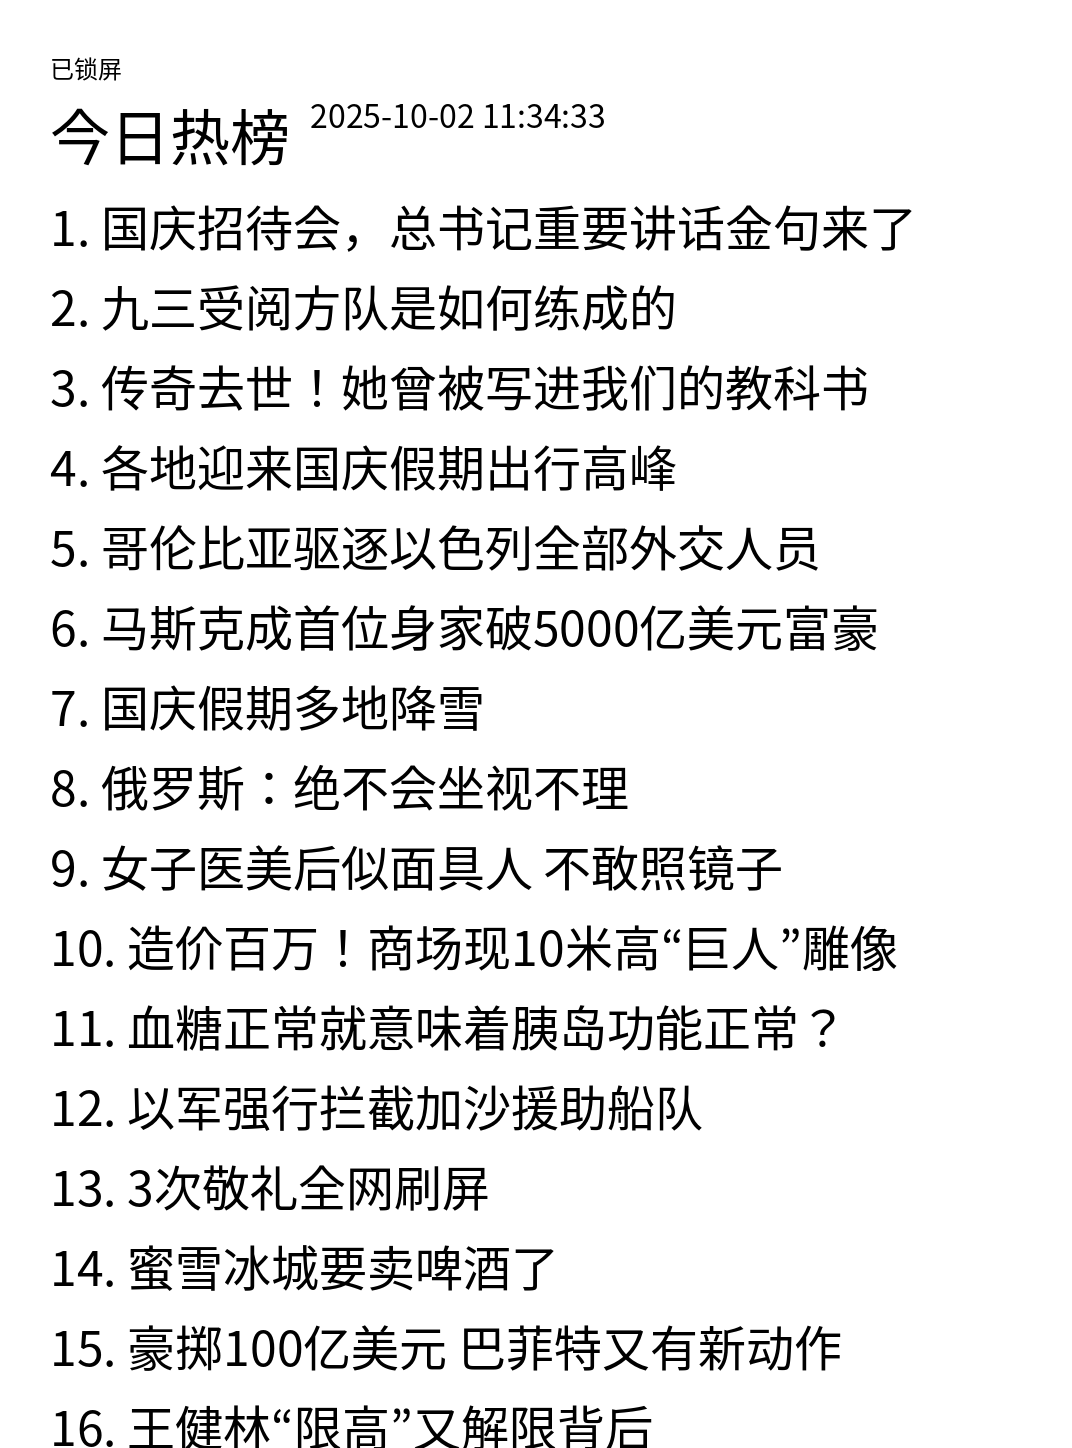 已锁屏
今日热榜 2025-10-02 11:34:33
1. 国庆招待会，总书记重要讲话金句来了
2. 九三受阅方队是如何练成的
3. 传奇去世！她曾被写进我们的教科书
4. 各地迎来国庆假期出行高峰
5. 哥伦比亚驱逐以色列全部外交人员
6. 马斯克成首位身家破5000亿美元富豪
7. 国庆假期多地降雪
8. 俄罗斯：绝不会坐视不理
9. 女子医美后似面具人 不敢照镜子
10. 造价百万！商场现10米高“巨人”雕像
11. 血糖正常就意味着胰岛功能正常？
12. 以军强行拦截加沙援助船队
13. 3次敬礼全网刷屏
14. 蜜雪冰城要卖啤酒了
15. 豪掷100亿美元 巴菲特又有新动作
16. 王健林“限高”又解限背后